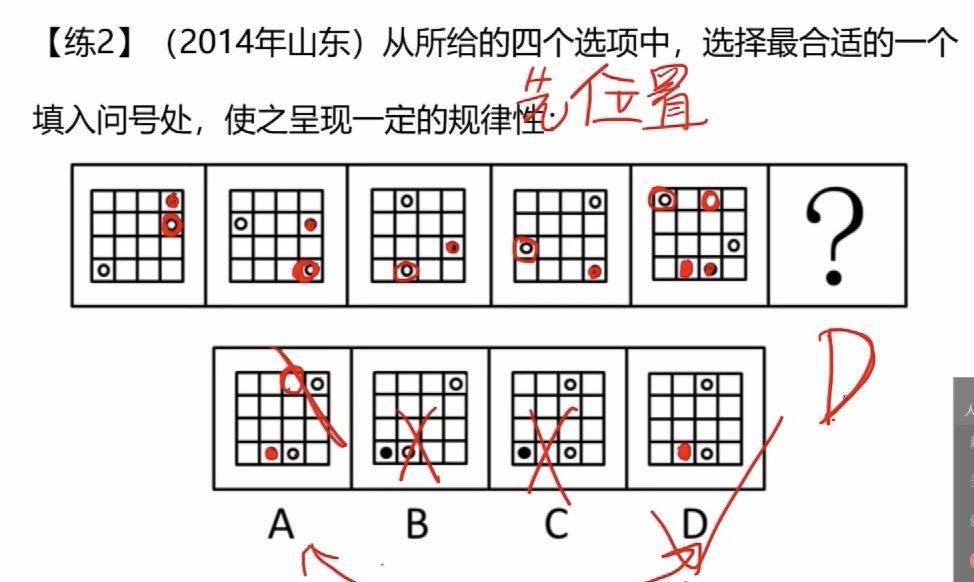 【练2】（2014年山东）从所给的四个选项中，选择最合适的一个
填入问号处，使之呈现一定的规律性：
先位置
?
D
A B C D